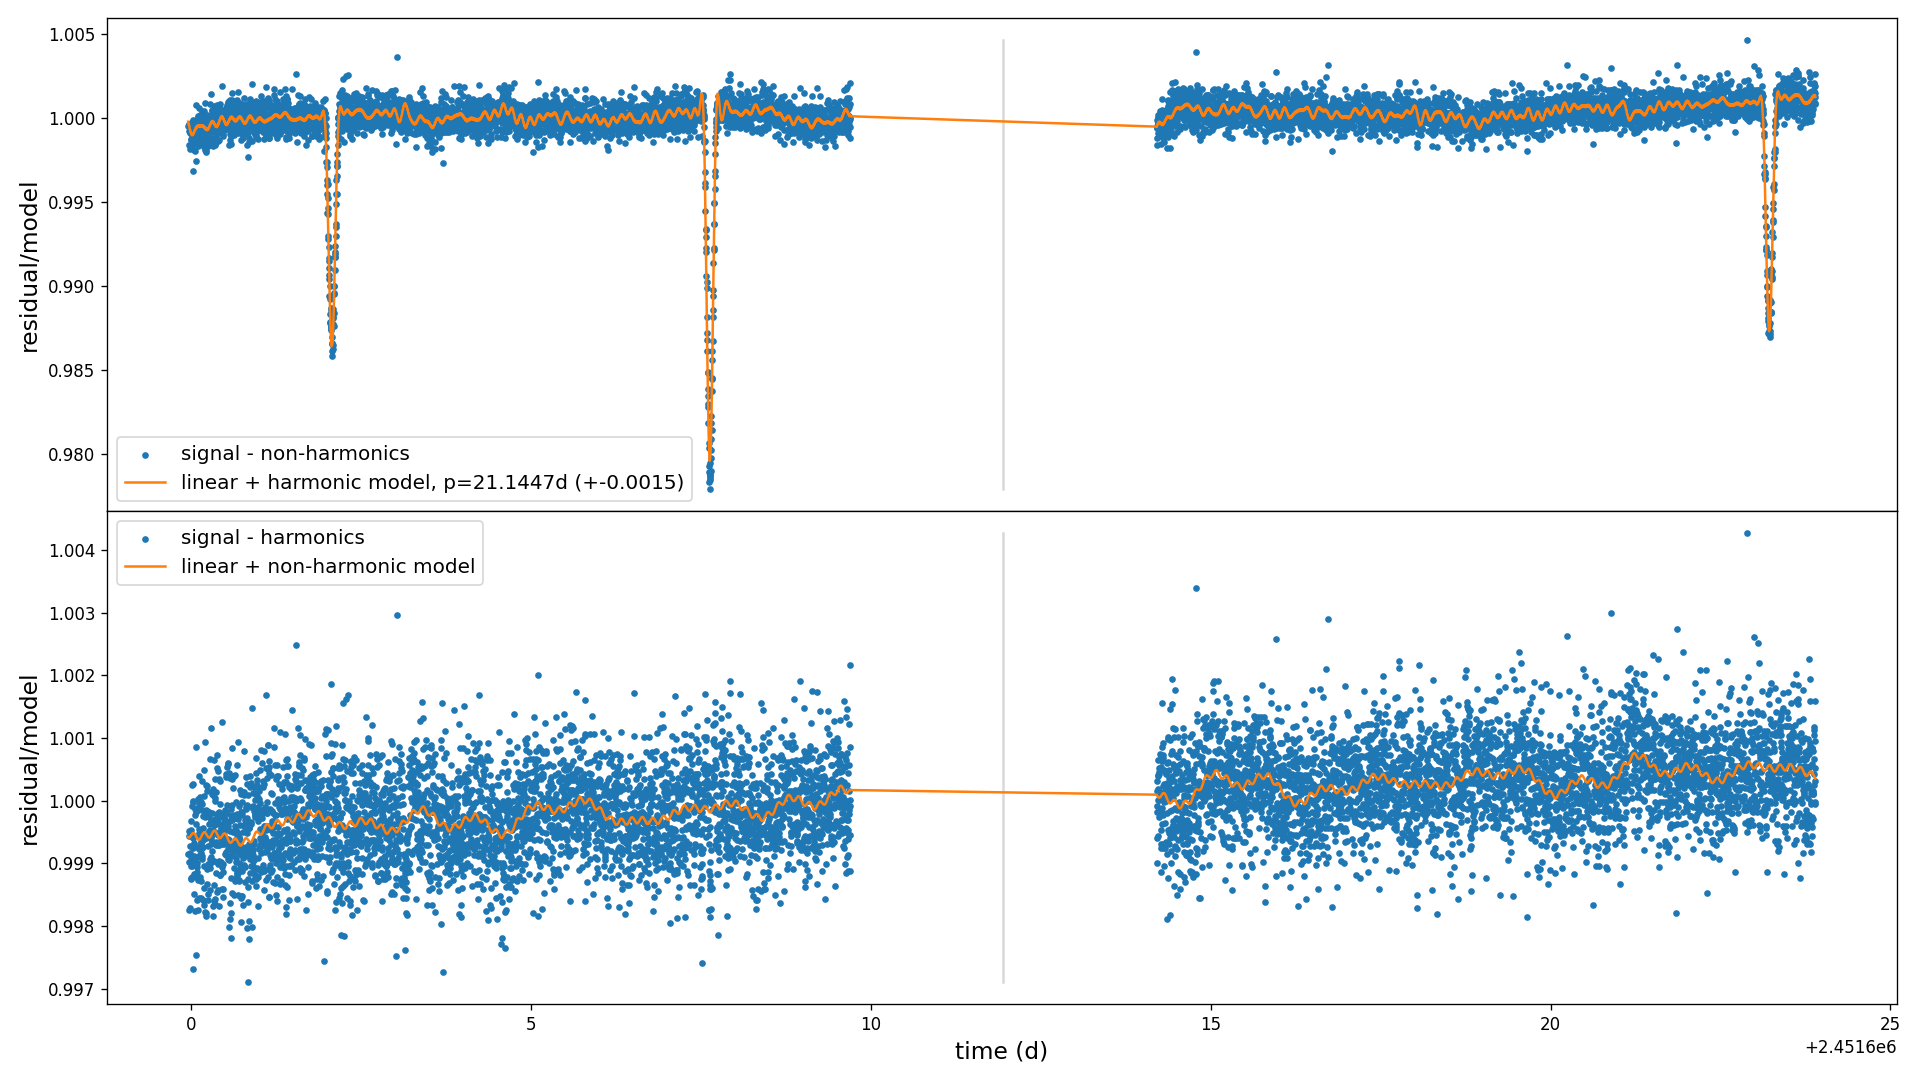 1.005
1.000
0.995
0.990
0.985
0.980
residual/model
signal - non-harmonics
linear + harmonic model, p=21.1447d (+-0.0015)
signal - harmonics
linear + non-harmonic model
1.004
1.003
1.002
1.001
1.000
0.999
0.998
0.997
residual/model
0 5 10 15 20 25
time (d)
+2.4516e6